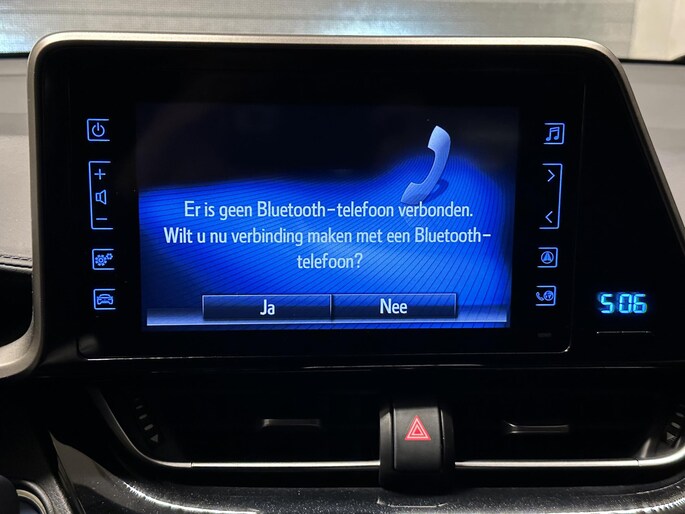 Er is geen Bluetooth-telefoon verbonden.
Wilt u nu verbinding maken met een Bluetooth-
telefoon?
Ja
Nee
5:06